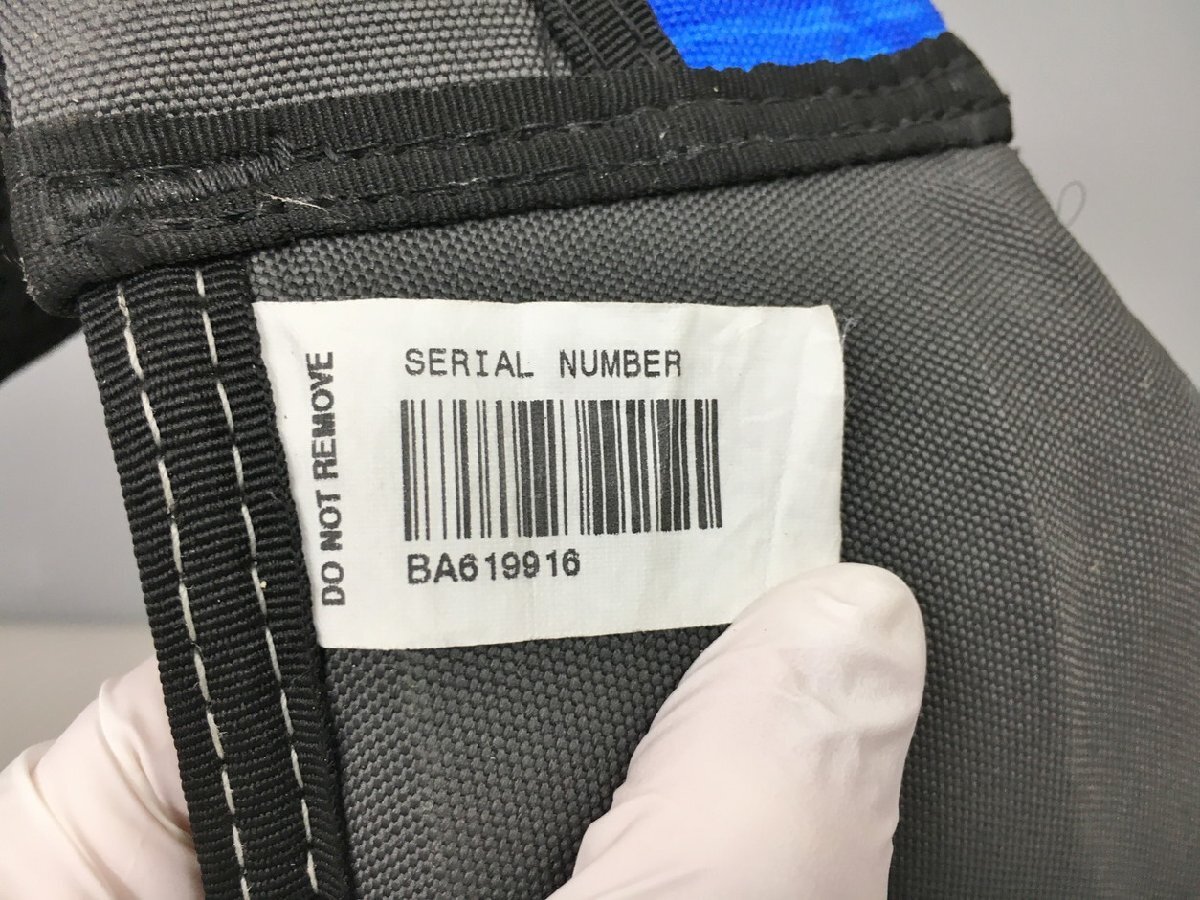 DO NOT REMOVE
SERIAL NUMBER
BA619916